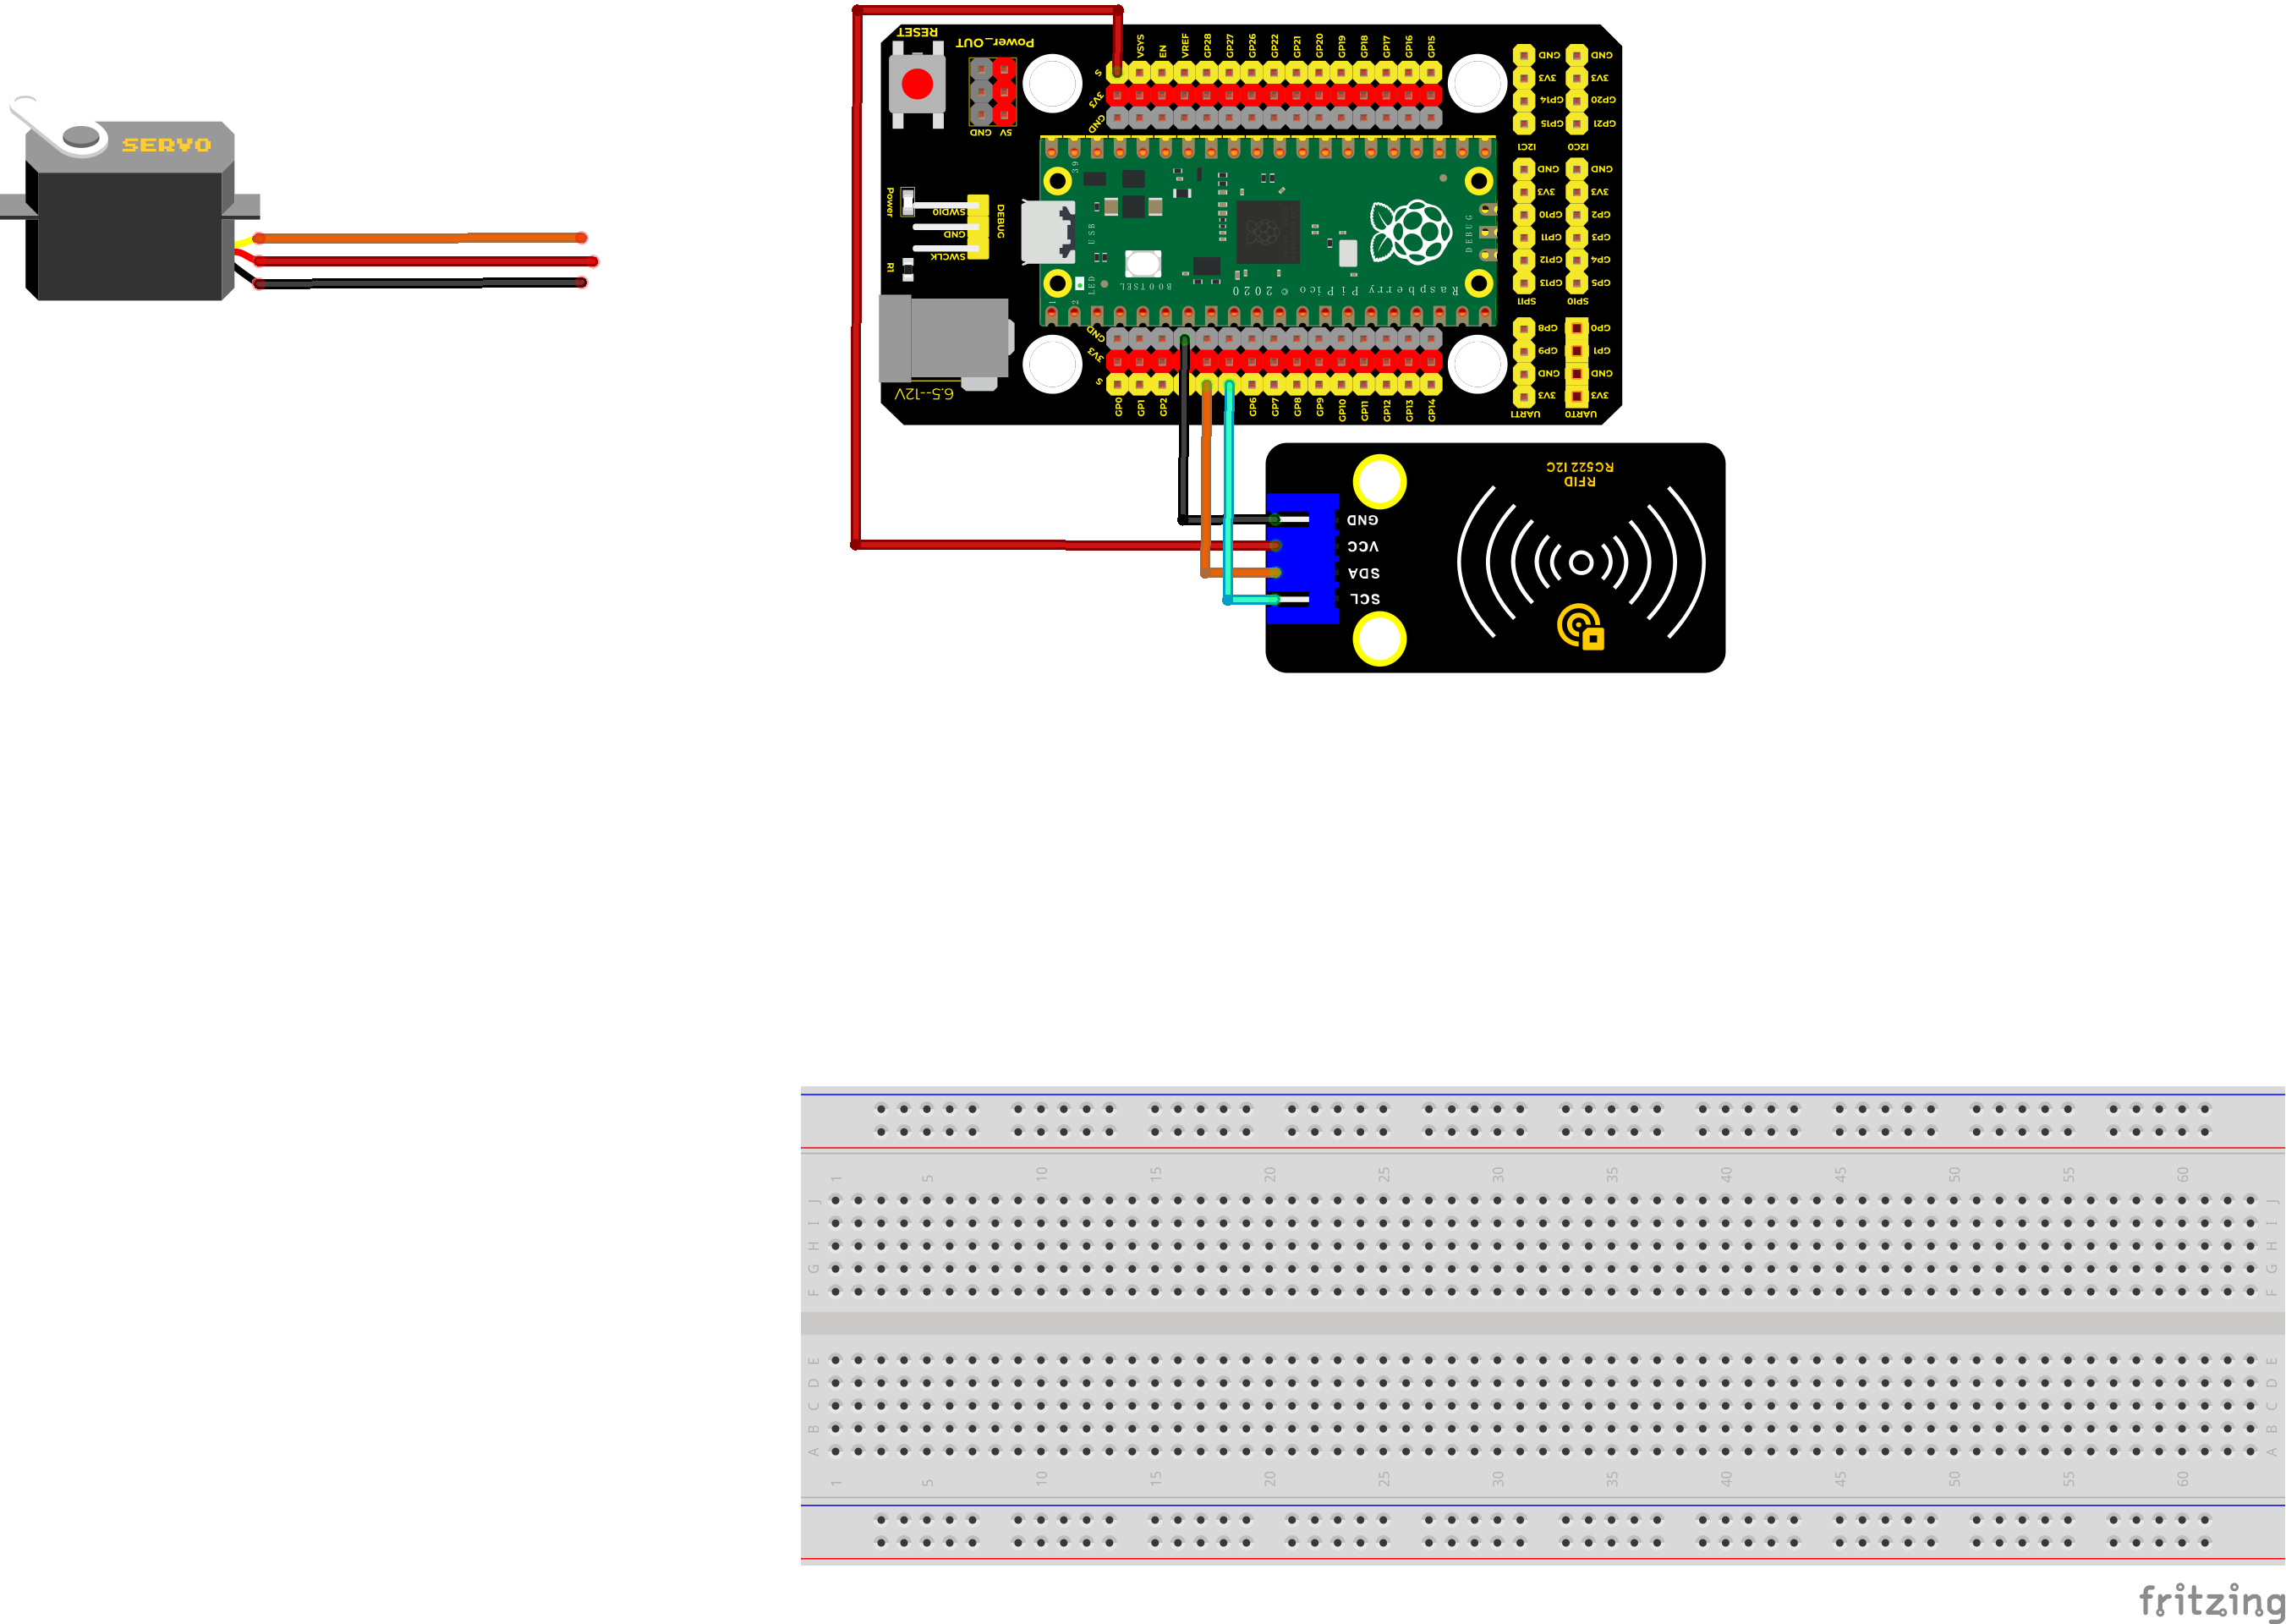 SERVO
RESET
Power_OUT
GND 5V
S
3V3
GND
VSYS
EN
VREF
GP28
GP27
GP26
GP22
GP21
GP20
GP19
GP18
GP17
GP16
GP15
GND
3V3
GP14
GP15
I2C1
GND
3V3
GP20
GP21
I2C0
39
Power
SWDIO
GND
SWCLK
DEBUG
R1
6.5--12V
USB
LED
1
2
BOOTSEL
Raspberry Pi Pico © 2020
DEBUG
GND
3V3
GP10
GP11
GP12
GP13
SPI1
GND
3V3
GP2
GP3
GP4
GP5
SPI0
GP8
GP9
GND
3V3
UART1
GP0
GP1
GND
3V3
UART0
GND
3V3
S
GP0
GP1
GP2
GP6
GP7
GP8
GP9
GP10
GP11
GP12
GP13
GP14
RFID
RC522 I2C
GND
VCC
SDA
SCL
1 5 10 15 20 25 30 35 40 45 50 55 60
J J
I I
H H
G G
F F
E E
D D
C C
B B
A A
1 5 10 15 20 25 30 35 40 45 50 55 60
fritzing